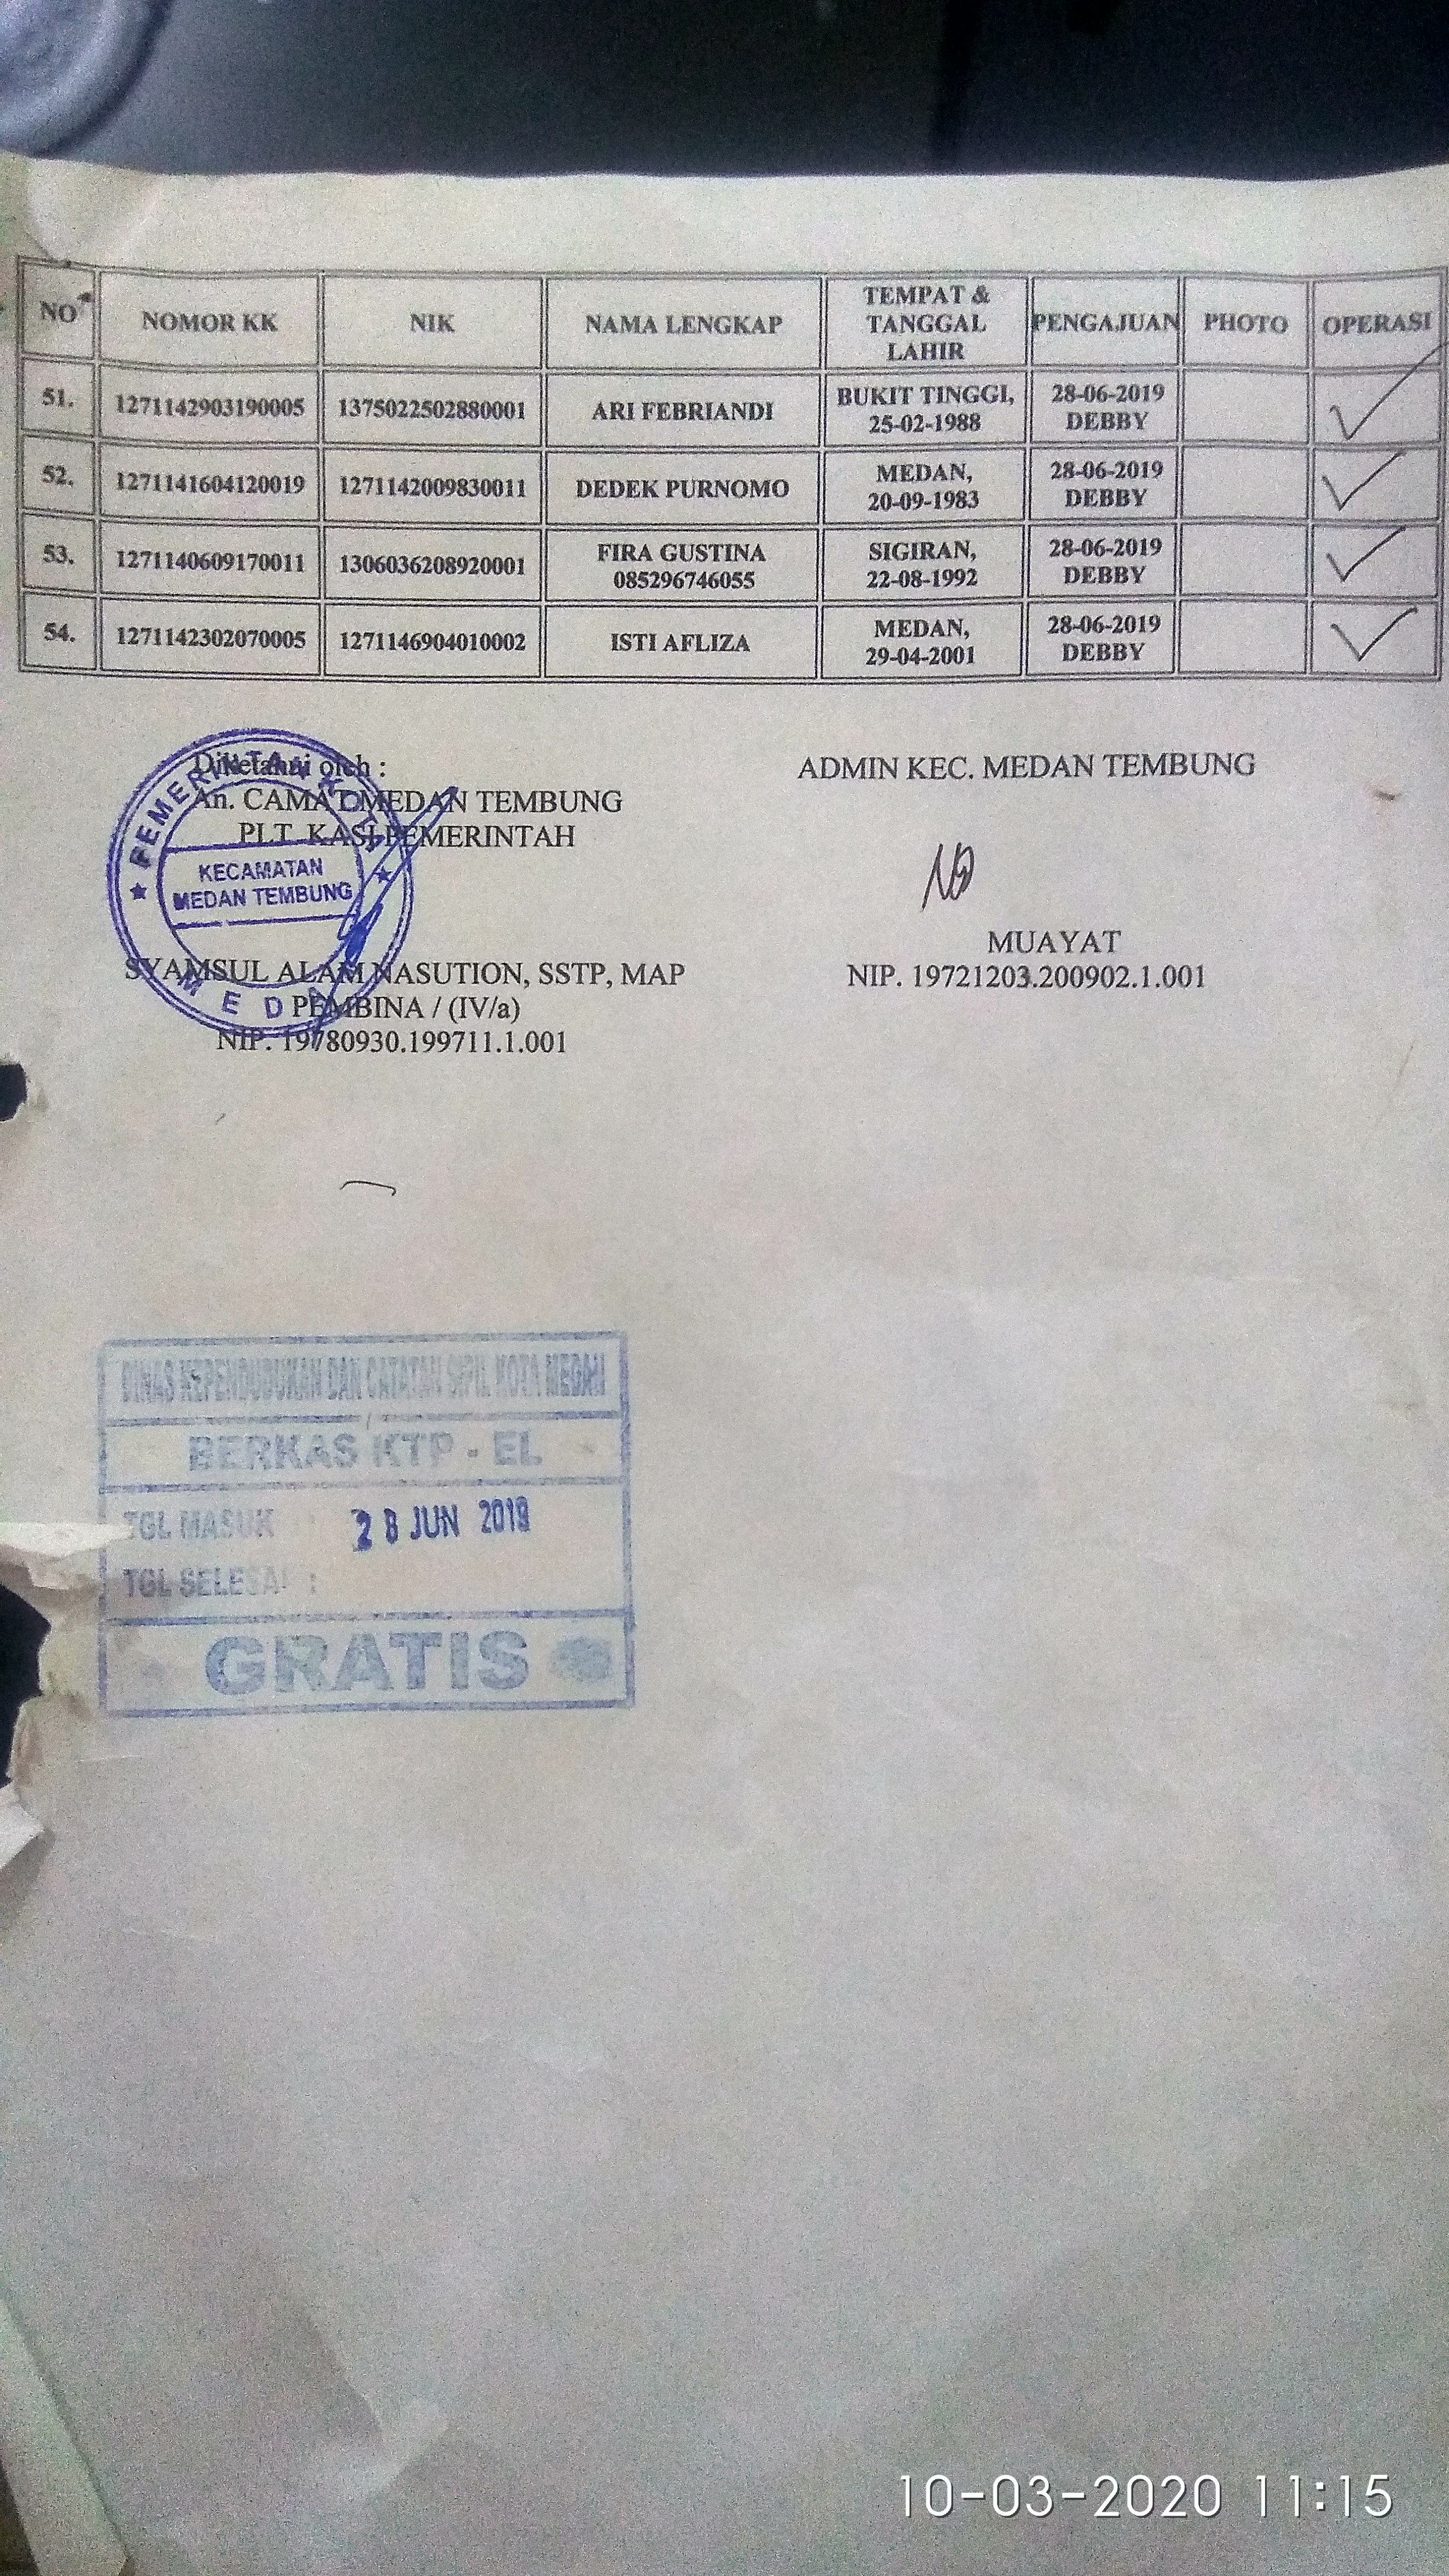 NO NOMOR KK NIK NAMA LENGKAP TEMPAT & TANGGAL LAHIR PENGAJUAN PHOTO OPERASI
51. 1271142903190005 1375022502880001 ARI FEBRIANDI BUKIT TINGGI, 25-02-1988 28-06-2019 DEBBY
52. 1271141604120019 1271142009830011 DEDEK PURNOMO MEDAN, 20-09-1983 28-06-2019 DEBBY
53. 1271140609170011 1306036208920001 FIRA GUSTINA 085296746055 SIGIRAN, 22-08-1992 28-06-2019 DEBBY
54. 1271142302070005 1271146904010002 ISTI AFLIZA MEDAN, 29-04-2001 28-06-2019 DEBBY
Diketahui oleh :
An. CAMAT MEDAN TEMBUNG
PLT. KASI PEMERINTAH
PEMERINTAH KOTA
KECAMATAN
MEDAN TEMBUNG
MEDAN
SYAMSUL ALAM NASUTION, SSTP, MAP
PEMBINA / (IV/a)
NIP. 19780930.199711.1.001
ADMIN KEC. MEDAN TEMBUNG
MUAYAT
NIP. 19721203.200902.1.001
DINAS KEPENDUDUKAN DAN CATATAN SIPIL KOTA MEDAN
BERKAS KTP - EL
TGL MASUK : 28 JUN 2019
TGL SELESAI :
GRATIS
10-03-2020 11:15